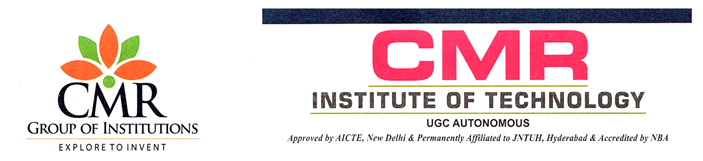 CMR
GROUP OF INSTITUTIONS
EXPLORE TO INVENT
CMR
INSTITUTE OF TECHNOLOGY
UGC AUTONOMOUS
Approved by AICTE, New Delhi & Permanently Affiliated to JNTUH, Hyderabad & Accredited by NBA